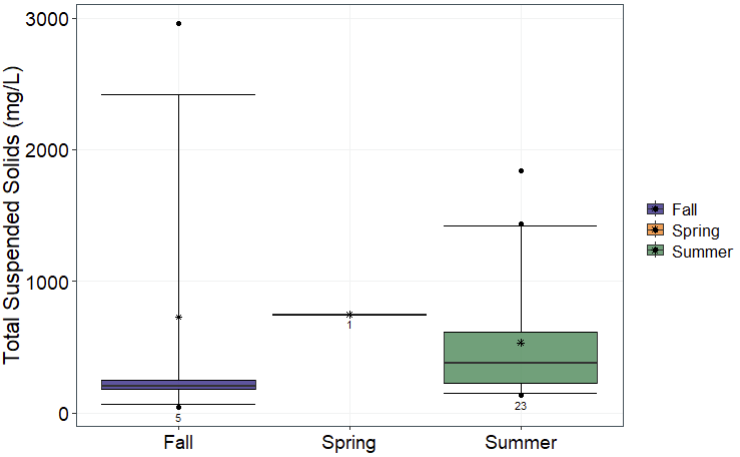 Total Suspended Solids (mg/L)
3000
2000
1000
0
5
1
23
Fall
Spring
Summer
Fall
Spring
Summer